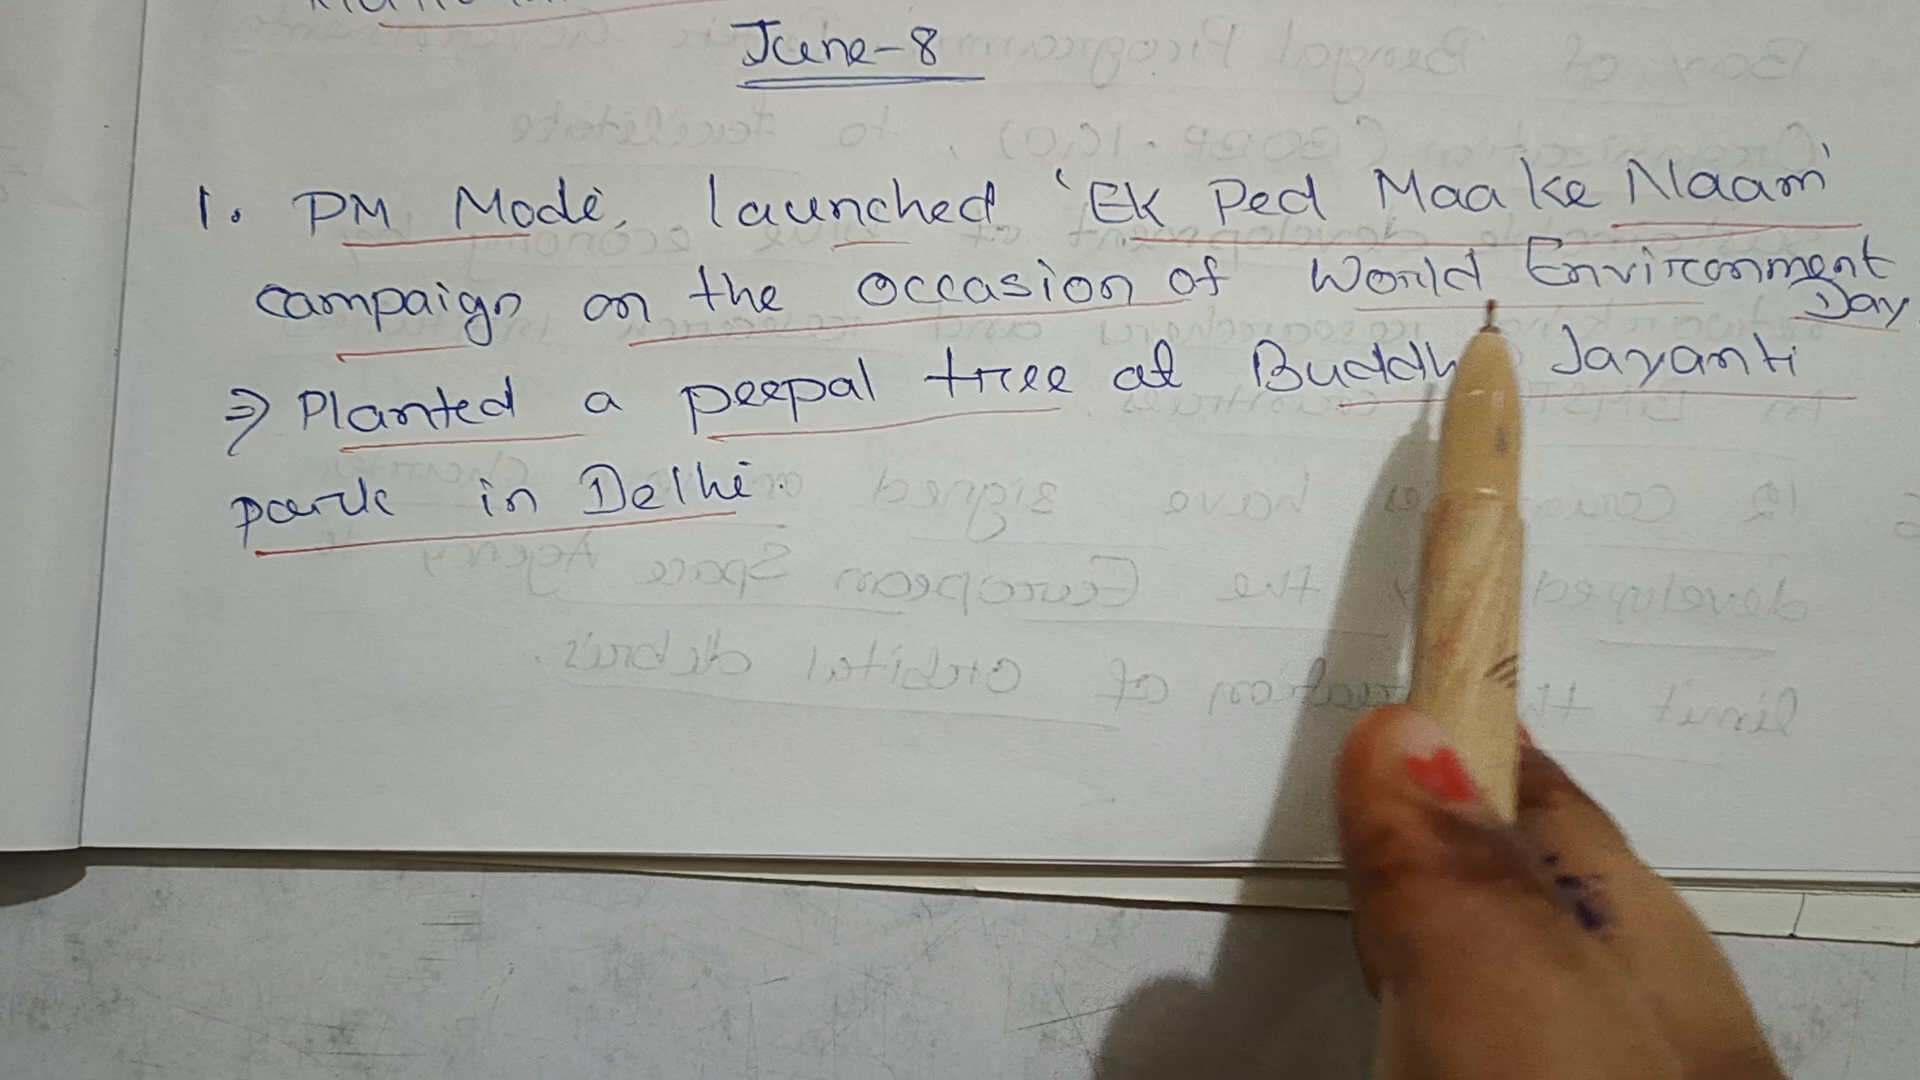 June-8
1. PM Modi, launched 'Ek Ped Maa ke Naam'
campaign on the occasion of World Environment
Day
⇒ Planted a peepal tree at Buddh Jayanti
park in Delhi.